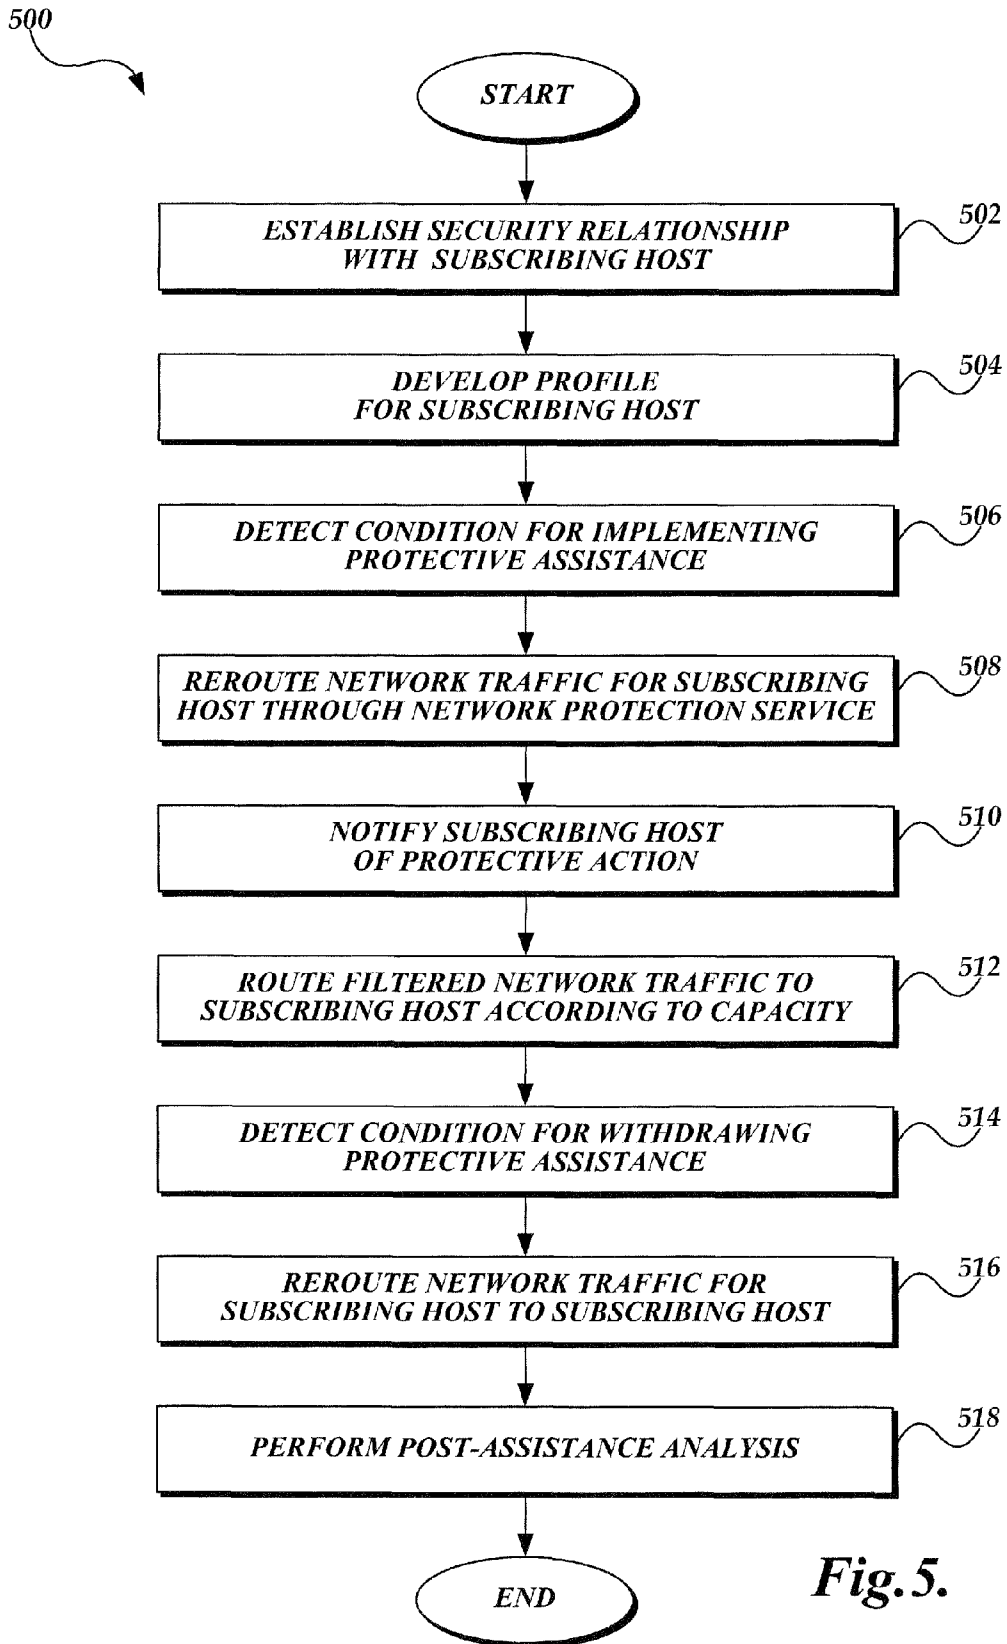 500
START
ESTABLISH SECURITY RELATIONSHIP
WITH SUBSCRIBING HOST
502
DEVELOP PROFILE
FOR SUBSCRIBING HOST
504
DETECT CONDITION FOR IMPLEMENTING
PROTECTIVE ASSISTANCE
506
REROUTE NETWORK TRAFFIC FOR SUBSCRIBING
HOST THROUGH NETWORK PROTECTION SERVICE
508
NOTIFY SUBSCRIBING HOST
OF PROTECTIVE ACTION
510
ROUTE FILTERED NETWORK TRAFFIC TO
SUBSCRIBING HOST ACCORDING TO CAPACITY
512
DETECT CONDITION FOR WITHDRAWING
PROTECTIVE ASSISTANCE
514
REROUTE NETWORK TRAFFIC FOR
SUBSCRIBING HOST TO SUBSCRIBING HOST
516
PERFORM POST-ASSISTANCE ANALYSIS
518
END
Fig.5.